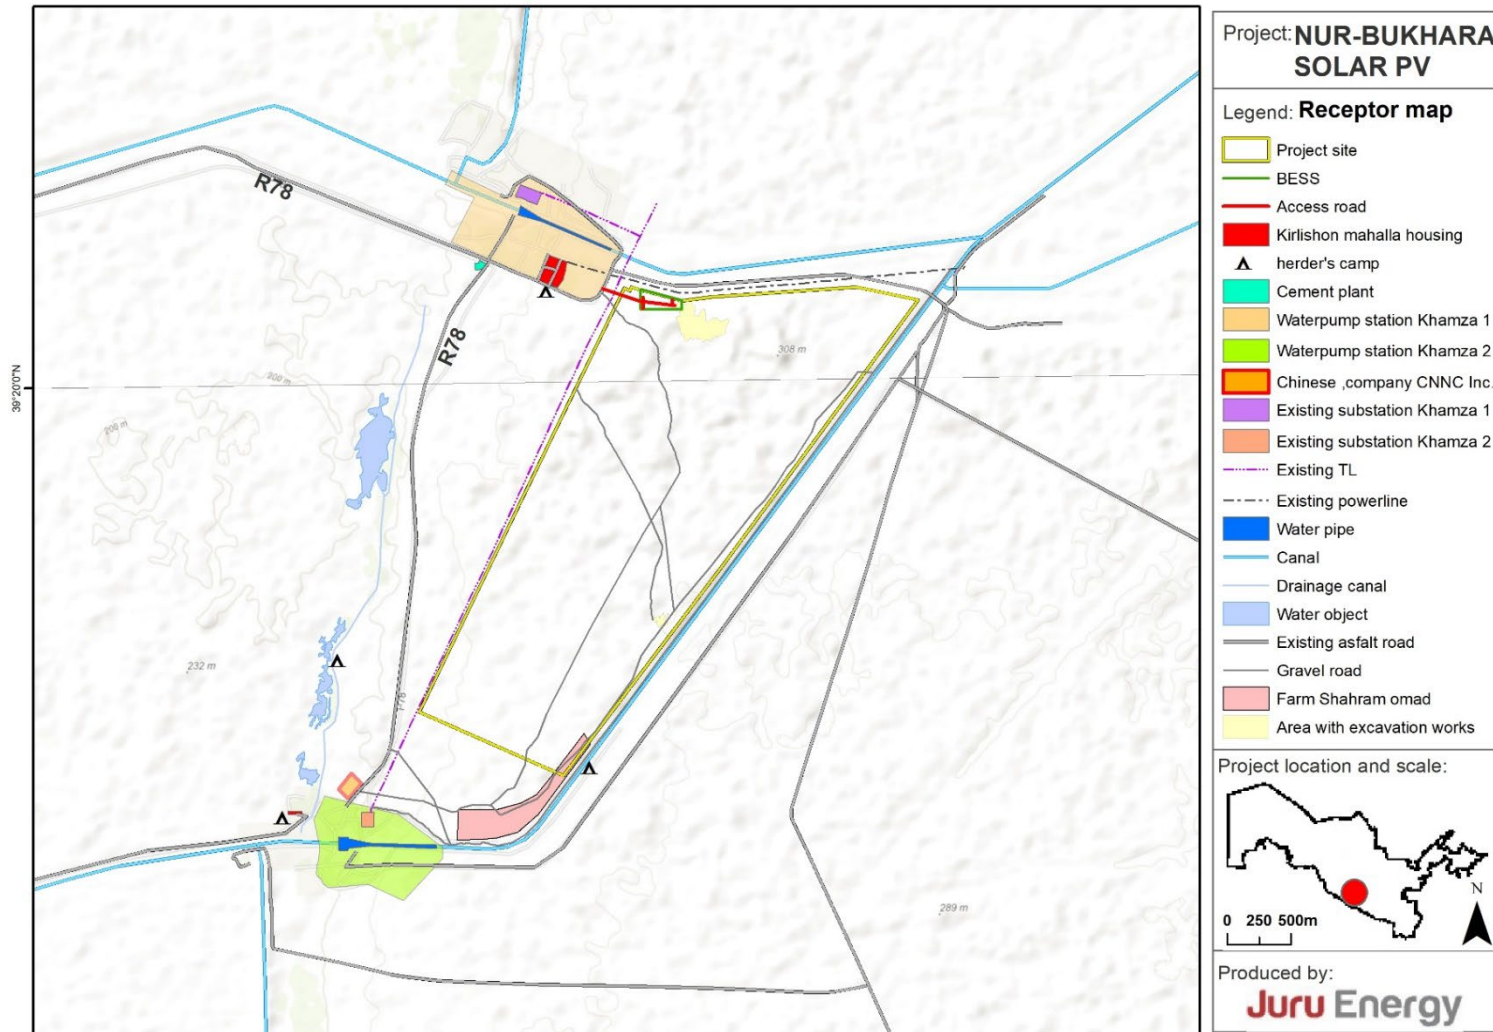 39°20'0"N
R78
R78
308 m
200 m
200 m
232 m
r-78
289 m
Project: NUR-BUKHARA
SOLAR PV
Legend: Receptor map
Project site
BESS
Access road
Kirlishon mahalla housing
herder's camp
Cement plant
Waterpump station Khamza 1
Waterpump station Khamza 2
Chinese ,company CNNC Inc.
Existing substation Khamza 1
Existing substation Khamza 2
Existing TL
Existing powerline
Water pipe
Canal
Drainage canal
Water object
Existing asfalt road
Gravel road
Farm Shahram omad
Area with excavation works
Project location and scale:
N
0 250 500m
Produced by:
Juru Energy